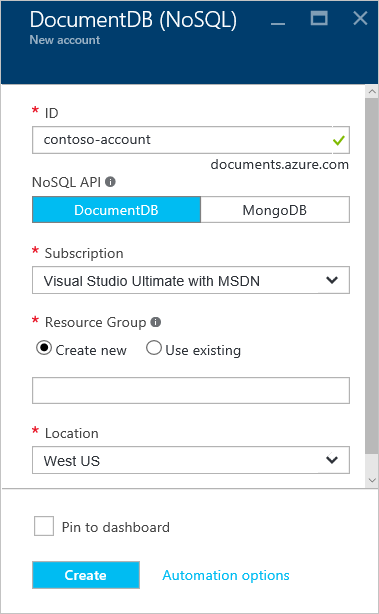 DocumentDB (NoSQL)
New account
* ID
contoso-account
documents.azure.com
NoSQL API
DocumentDB MongoDB
* Subscription
Visual Studio Ultimate with MSDN
* Resource Group
Create new Use existing
* Location
West US
Pin to dashboard
Create Automation options